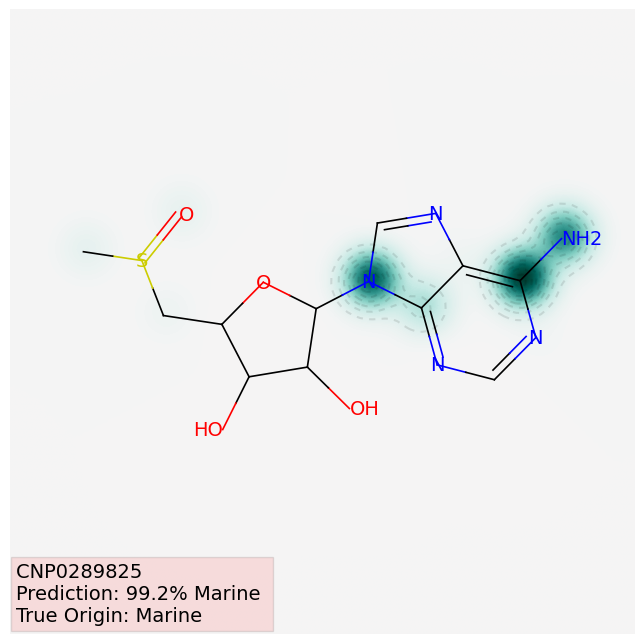 O
N
NH2
S
O
N
N
N
OH
HO
CNP0289825
Prediction: 99.2% Marine
True Origin: Marine